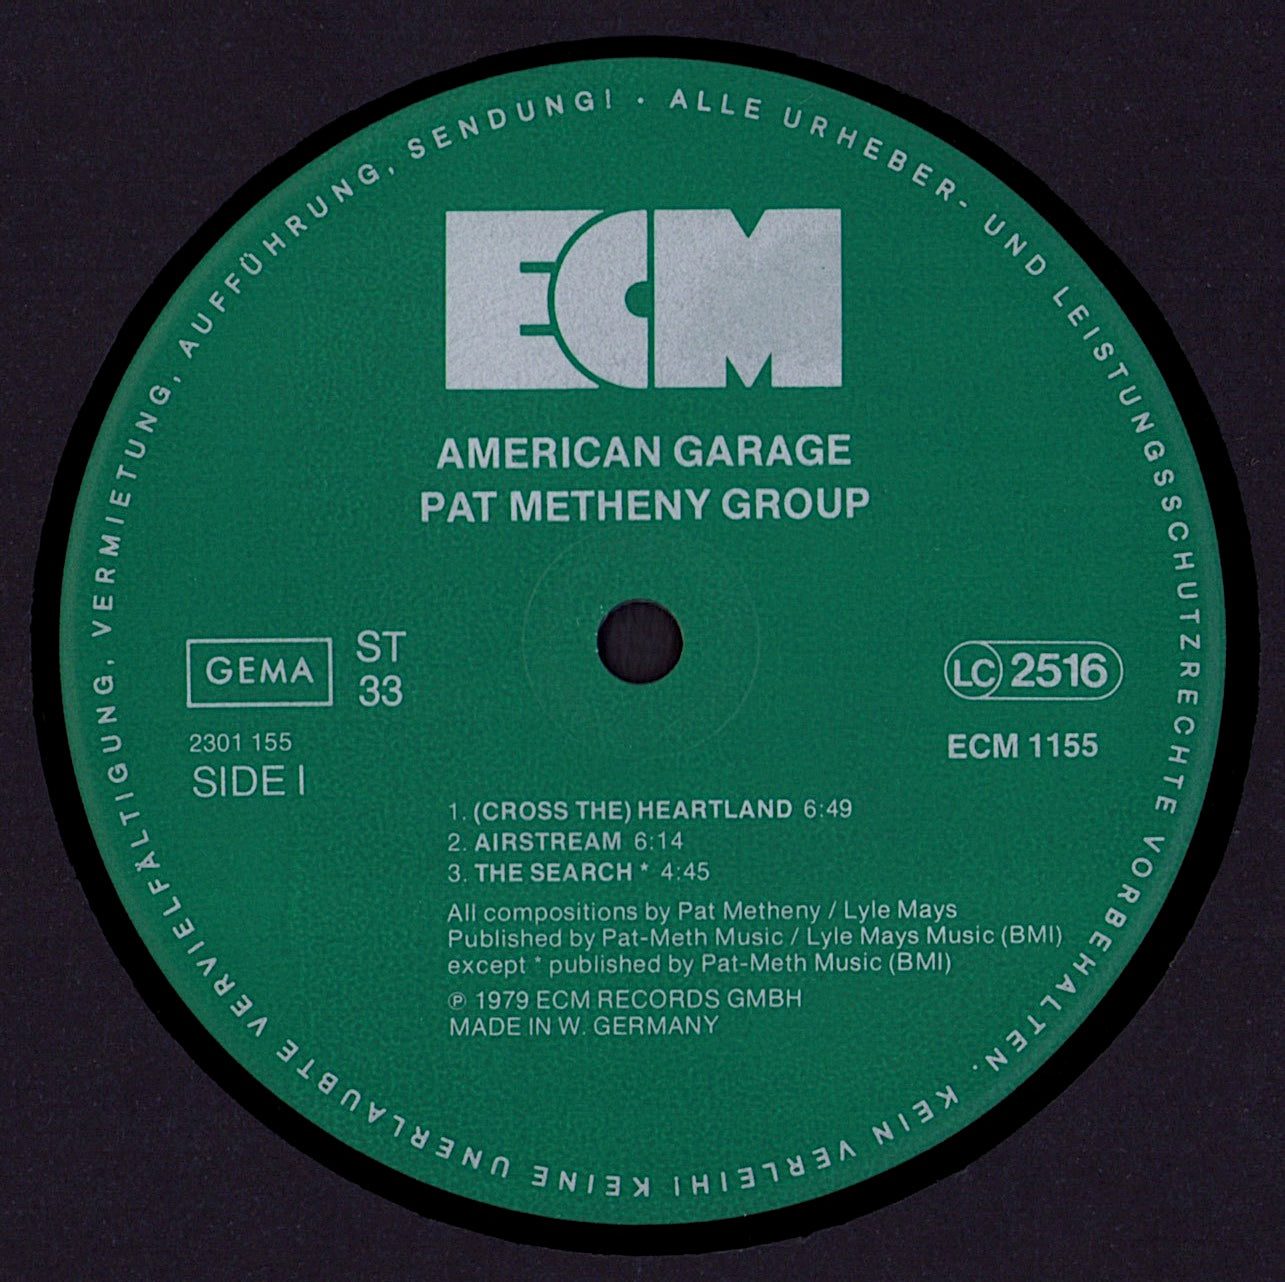 ALLE URHEBER- UND LEISTUNGSSCHUTZRECHTE VORBEHALTEN. KEIN VERLEIH! KEINE UNERLAUBTE VERVIELFÄLTIGUNG, VERMIETUNG, AUFFÜHRUNG, SENDUNG! ·
ECM
AMERICAN GARAGE
PAT METHENY GROUP
GEMA
ST
33
LC 2516
2301 155
SIDE I
ECM 1155
1. (CROSS THE) HEARTLAND 6:49
2. AIRSTREAM 6:14
3. THE SEARCH * 4:45
All compositions by Pat Metheny / Lyle Mays
Published by Pat-Meth Music / Lyle Mays Music (BMI)
except * published by Pat-Meth Music (BMI)
℗ 1979 ECM RECORDS GMBH
MADE IN W. GERMANY